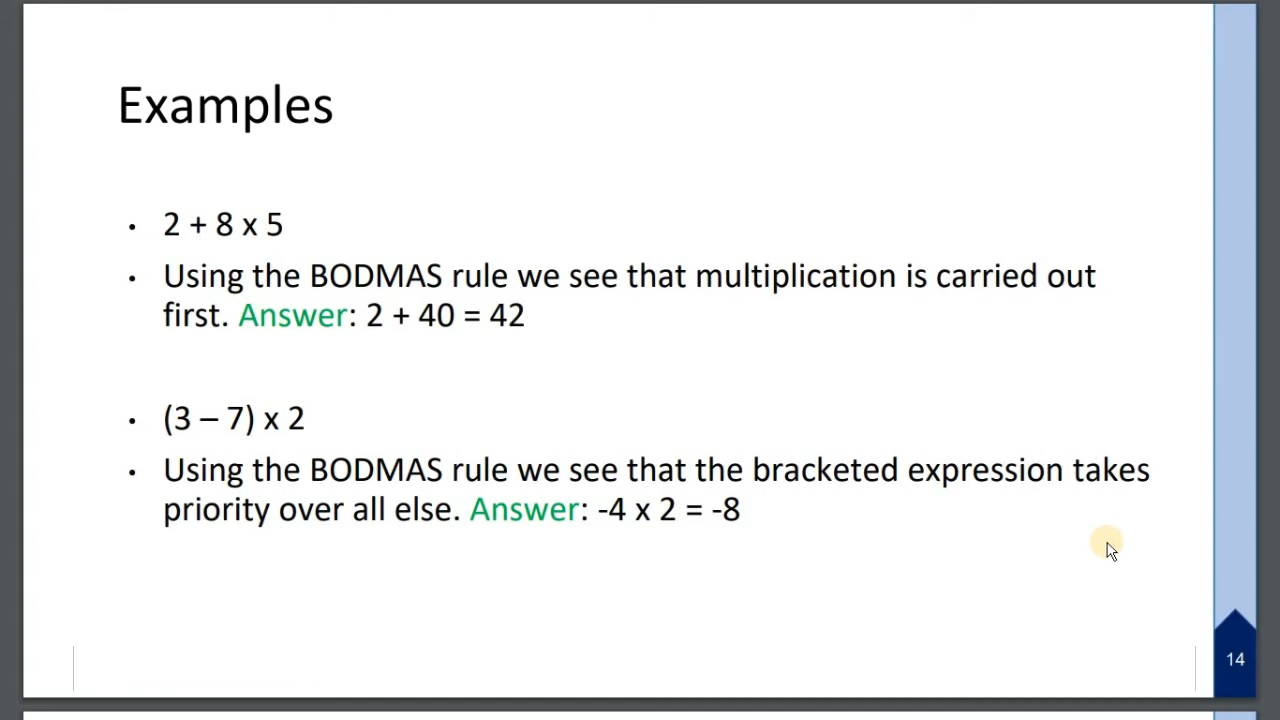 Examples
• 2 + 8 x 5
• Using the BODMAS rule we see that multiplication is carried out
first. Answer: 2 + 40 = 42
• (3 – 7) x 2
• Using the BODMAS rule we see that the bracketed expression takes
priority over all else. Answer: -4 x 2 = -8
14